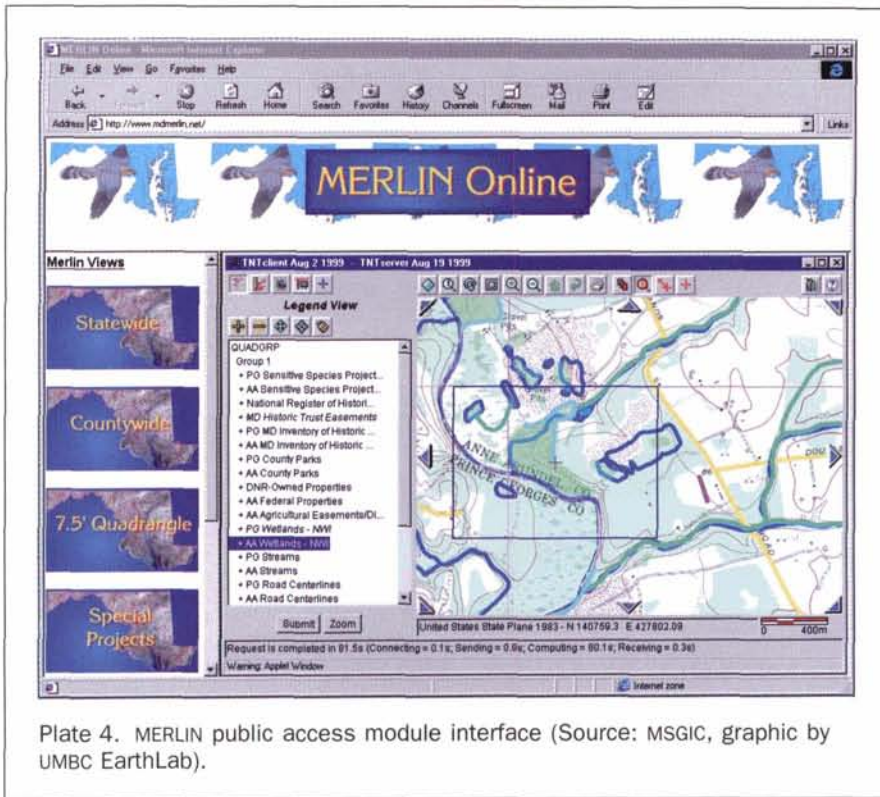 MERLIN Online - Microsoft Internet Explorer
File Edit View Go Favorites Help
Back Stop Refresh Home Search Favorites History Channels Fullscreen Mail Print Edit
Address http://www.mdmerlin.net/ Links
MERLIN Online
Merlin Views
Statewide
Countywide
7.5' Quadrangle
Special
Projects
TNTclient Aug 2 1999 - TNTserver Aug 19 1999
Legend View
QUADGRP
Group 1
+ PG Sensitive Species Project...
+ AA Sensitive Species Project...
+ National Register of Histori...
+ MD Historic Trust Easements
+ PG MD Inventory of Historic ...
+ AA MD Inventory of Historic ...
+ PG County Parks
+ AA County Parks
+ DNR-Owned Properties
+ AA Federal Properties
+ AA Agricultural Easements/Di...
+ PG Wetlands - NWI
+ AA Wetlands - NWI
+ PG Streams
+ AA Streams
+ PG Road Centerlines
+ AA Road Centerlines
Submit Zoom
ANNE ARUNDEL CO
PRINCE GEORGES CO
United States State Plane 1983 - N 140759.3 E 427802.09
0 400m
Request is completed in 81.5s (Connecting = 0.1s; Sending = 0.8s; Computing = 80.1s; Receiving = 0.3s)
Warning: Applet Window
Internet zone
Plate 4. MERLIN public access module interface (Source: MSGIC, graphic by
UMBC EarthLab).